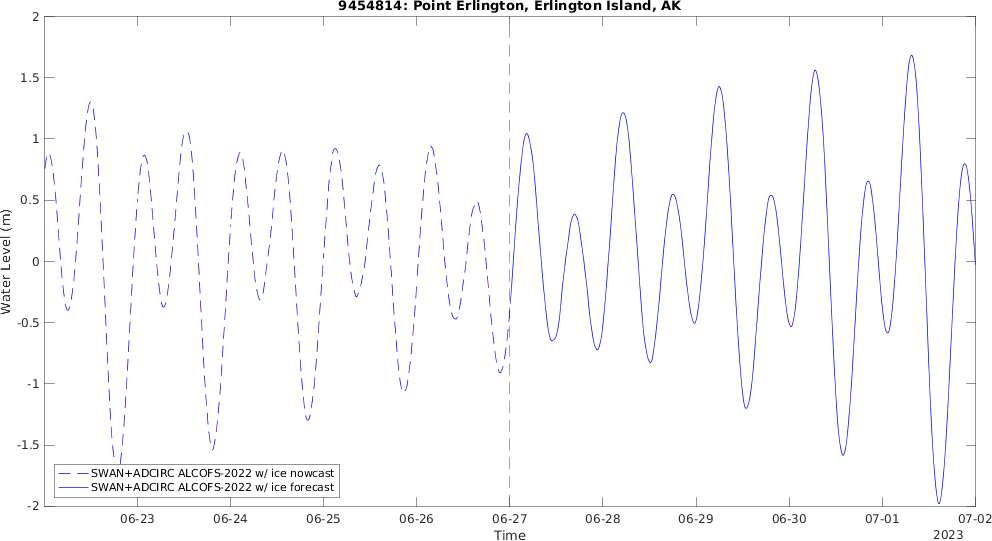 9454814: Point Erlington, Erlington Island, AK
Water Level (m)
2
1.5
1
0.5
0
-0.5
-1
-1.5
-2
SWAN+ADCIRC ALCOFS-2022 w/ ice nowcast
SWAN+ADCIRC ALCOFS-2022 w/ ice forecast
06-23 06-24 06-25 06-26 06-27 06-28 06-29 06-30 07-01 07-02
Time
2023